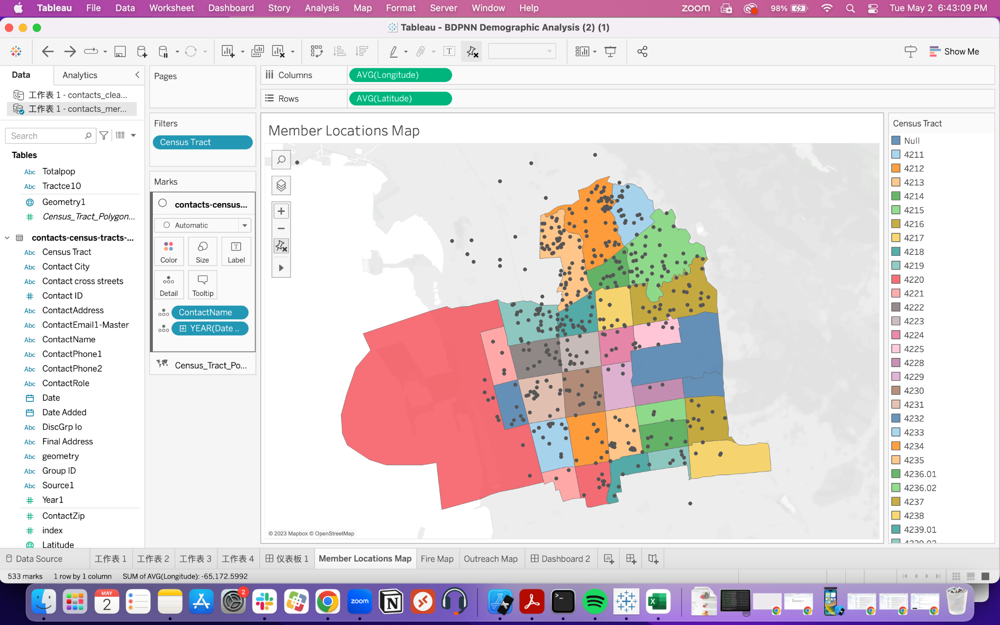 Tableau File Data Worksheet Dashboard Story Analysis Map Format Server Window Help
zoom 98% Tue May 2 6:43:09 PM
Tableau - BDPNN Demographic Analysis (2) (1)
Show Me
Data Analytics
工作表 1 - contacts_clea...
工作表 1 - contacts_mer...
Search
Tables
Abc Totalpop
Abc Tractce10
Geometry1
Census_Tract_Polygon...
contacts-census-tracts-...
Abc Census Tract
Abc Contact City
Abc Contact cross streets
Contact ID
Abc ContactAddress
Abc ContactEmail1-Master
Abc ContactName
Abc ContactPhone1
Abc ContactPhone2
Abc ContactRole
Date
Date Added
Abc DiscGrp Io
Abc Final Address
Abc geometry
Abc Group ID
Abc Source1
Year1
ContactZip
index
Latitude
Pages
Filters
Census Tract
Marks
contacts-census...
Automatic
Color Size Label
Detail Tooltip
ContactName
YEAR(Date ..
Census_Tract_Po...
Columns AVG(Longitude)
Rows AVG(Latitude)
Member Locations Map
© 2023 Mapbox © OpenStreetMap
Census Tract
Null
4211
4212
4213
4214
4215
4216
4217
4218
4219
4220
4221
4222
4223
4224
4225
4228
4229
4230
4231
4232
4233
4234
4235
4236.01
4236.02
4237
4238
4239.01
4239.02
Data Source 工作表 1 工作表 2 工作表 3 工作表 4 仪表板 1 Member Locations Map Fire Map Outreach Map Dashboard 2
533 marks 1 row by 1 column SUM of AVG(Longitude): -65,172.5992
MAY
2
2
zoom